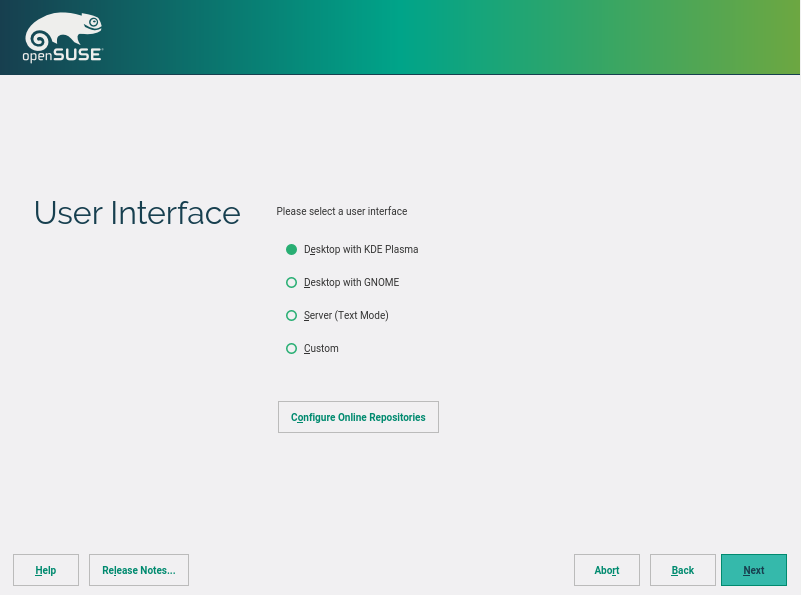 openSUSE
User Interface
Please select a user interface
Desktop with KDE Plasma
Desktop with GNOME
Server (Text Mode)
Custom
Configure Online Repositories
Help
Release Notes...
Abort
Back
Next